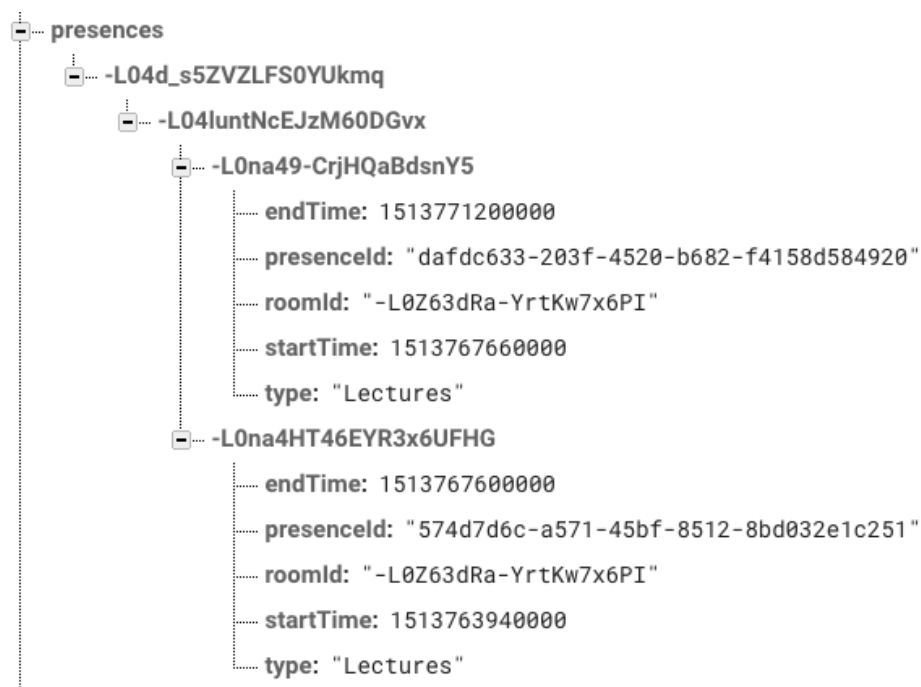 presences
-L04d_s5ZVZLFS0YUkmq
-L04luntNcEJzM60DGvx
-L0na49-CrjHQaBdsnY5
endTime: 1513771200000
presenceId: "dafdc633-203f-4520-b682-f4158d584920"
roomId: "-L0Z63dRa-YrtKw7x6PI"
startTime: 1513767660000
type: "Lectures"
-L0na4HT46EYR3x6UFHG
endTime: 1513767600000
presenceId: "574d7d6c-a571-45bf-8512-8bd032e1c251"
roomId: "-L0Z63dRa-YrtKw7x6PI"
startTime: 1513763940000
type: "Lectures"